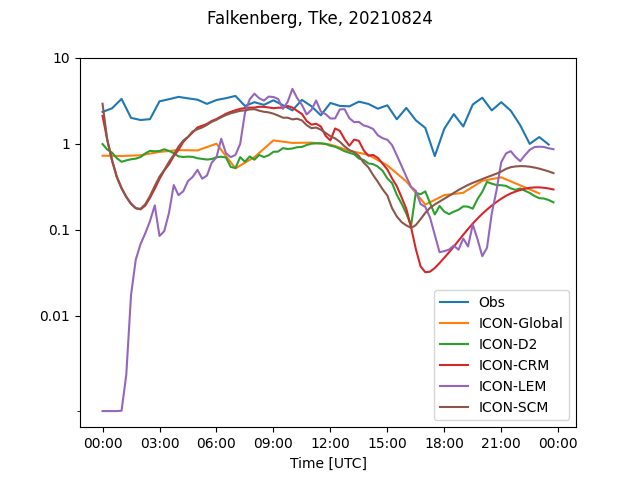 Falkenberg, Tke, 20210824
10
1
0.1
0.01
Obs
ICON-Global
ICON-D2
ICON-CRM
ICON-LEM
ICON-SCM
00:00 03:00 06:00 09:00 12:00 15:00 18:00 21:00 00:00
Time [UTC]